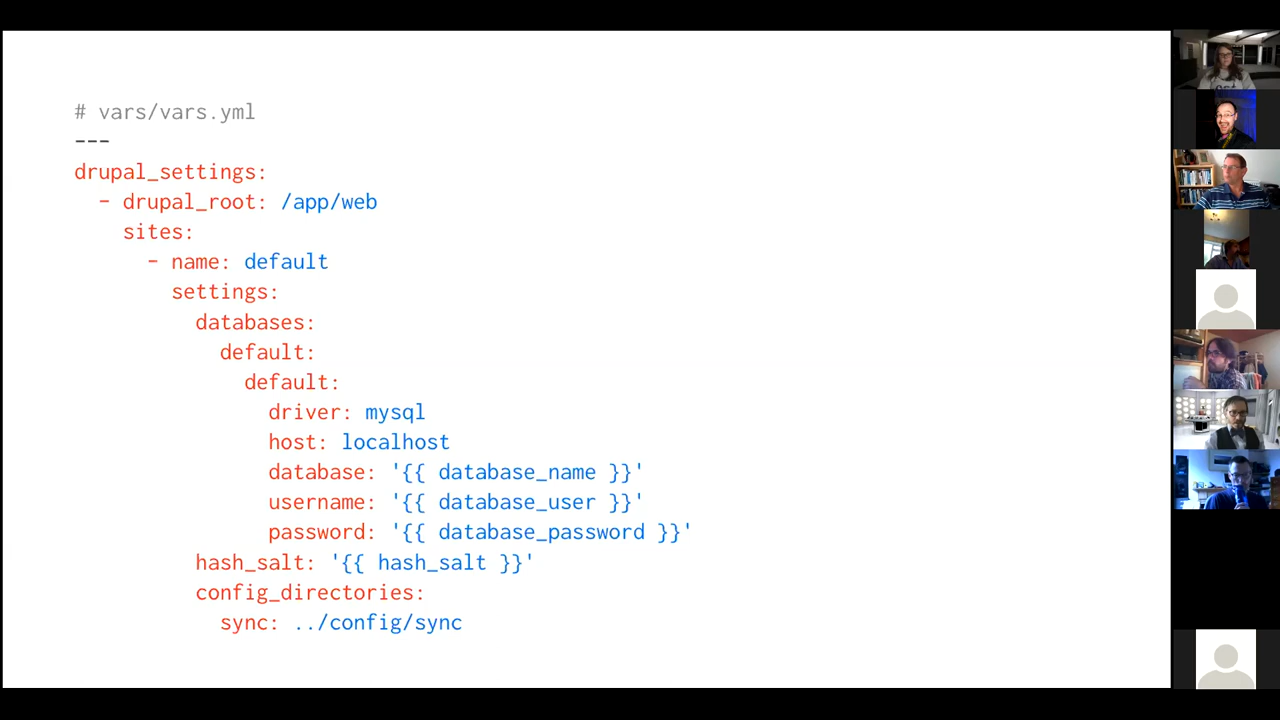 # vars/vars.yml
---
drupal_settings:
  - drupal_root: /app/web
    sites:
      - name: default
        settings:
          databases:
            default:
              default:
                driver: mysql
                host: localhost
                database: '{{ database_name }}'
                username: '{{ database_user }}'
                password: '{{ database_password }}'
          hash_salt: '{{ hash_salt }}'
          config_directories:
            sync: ../config/sync